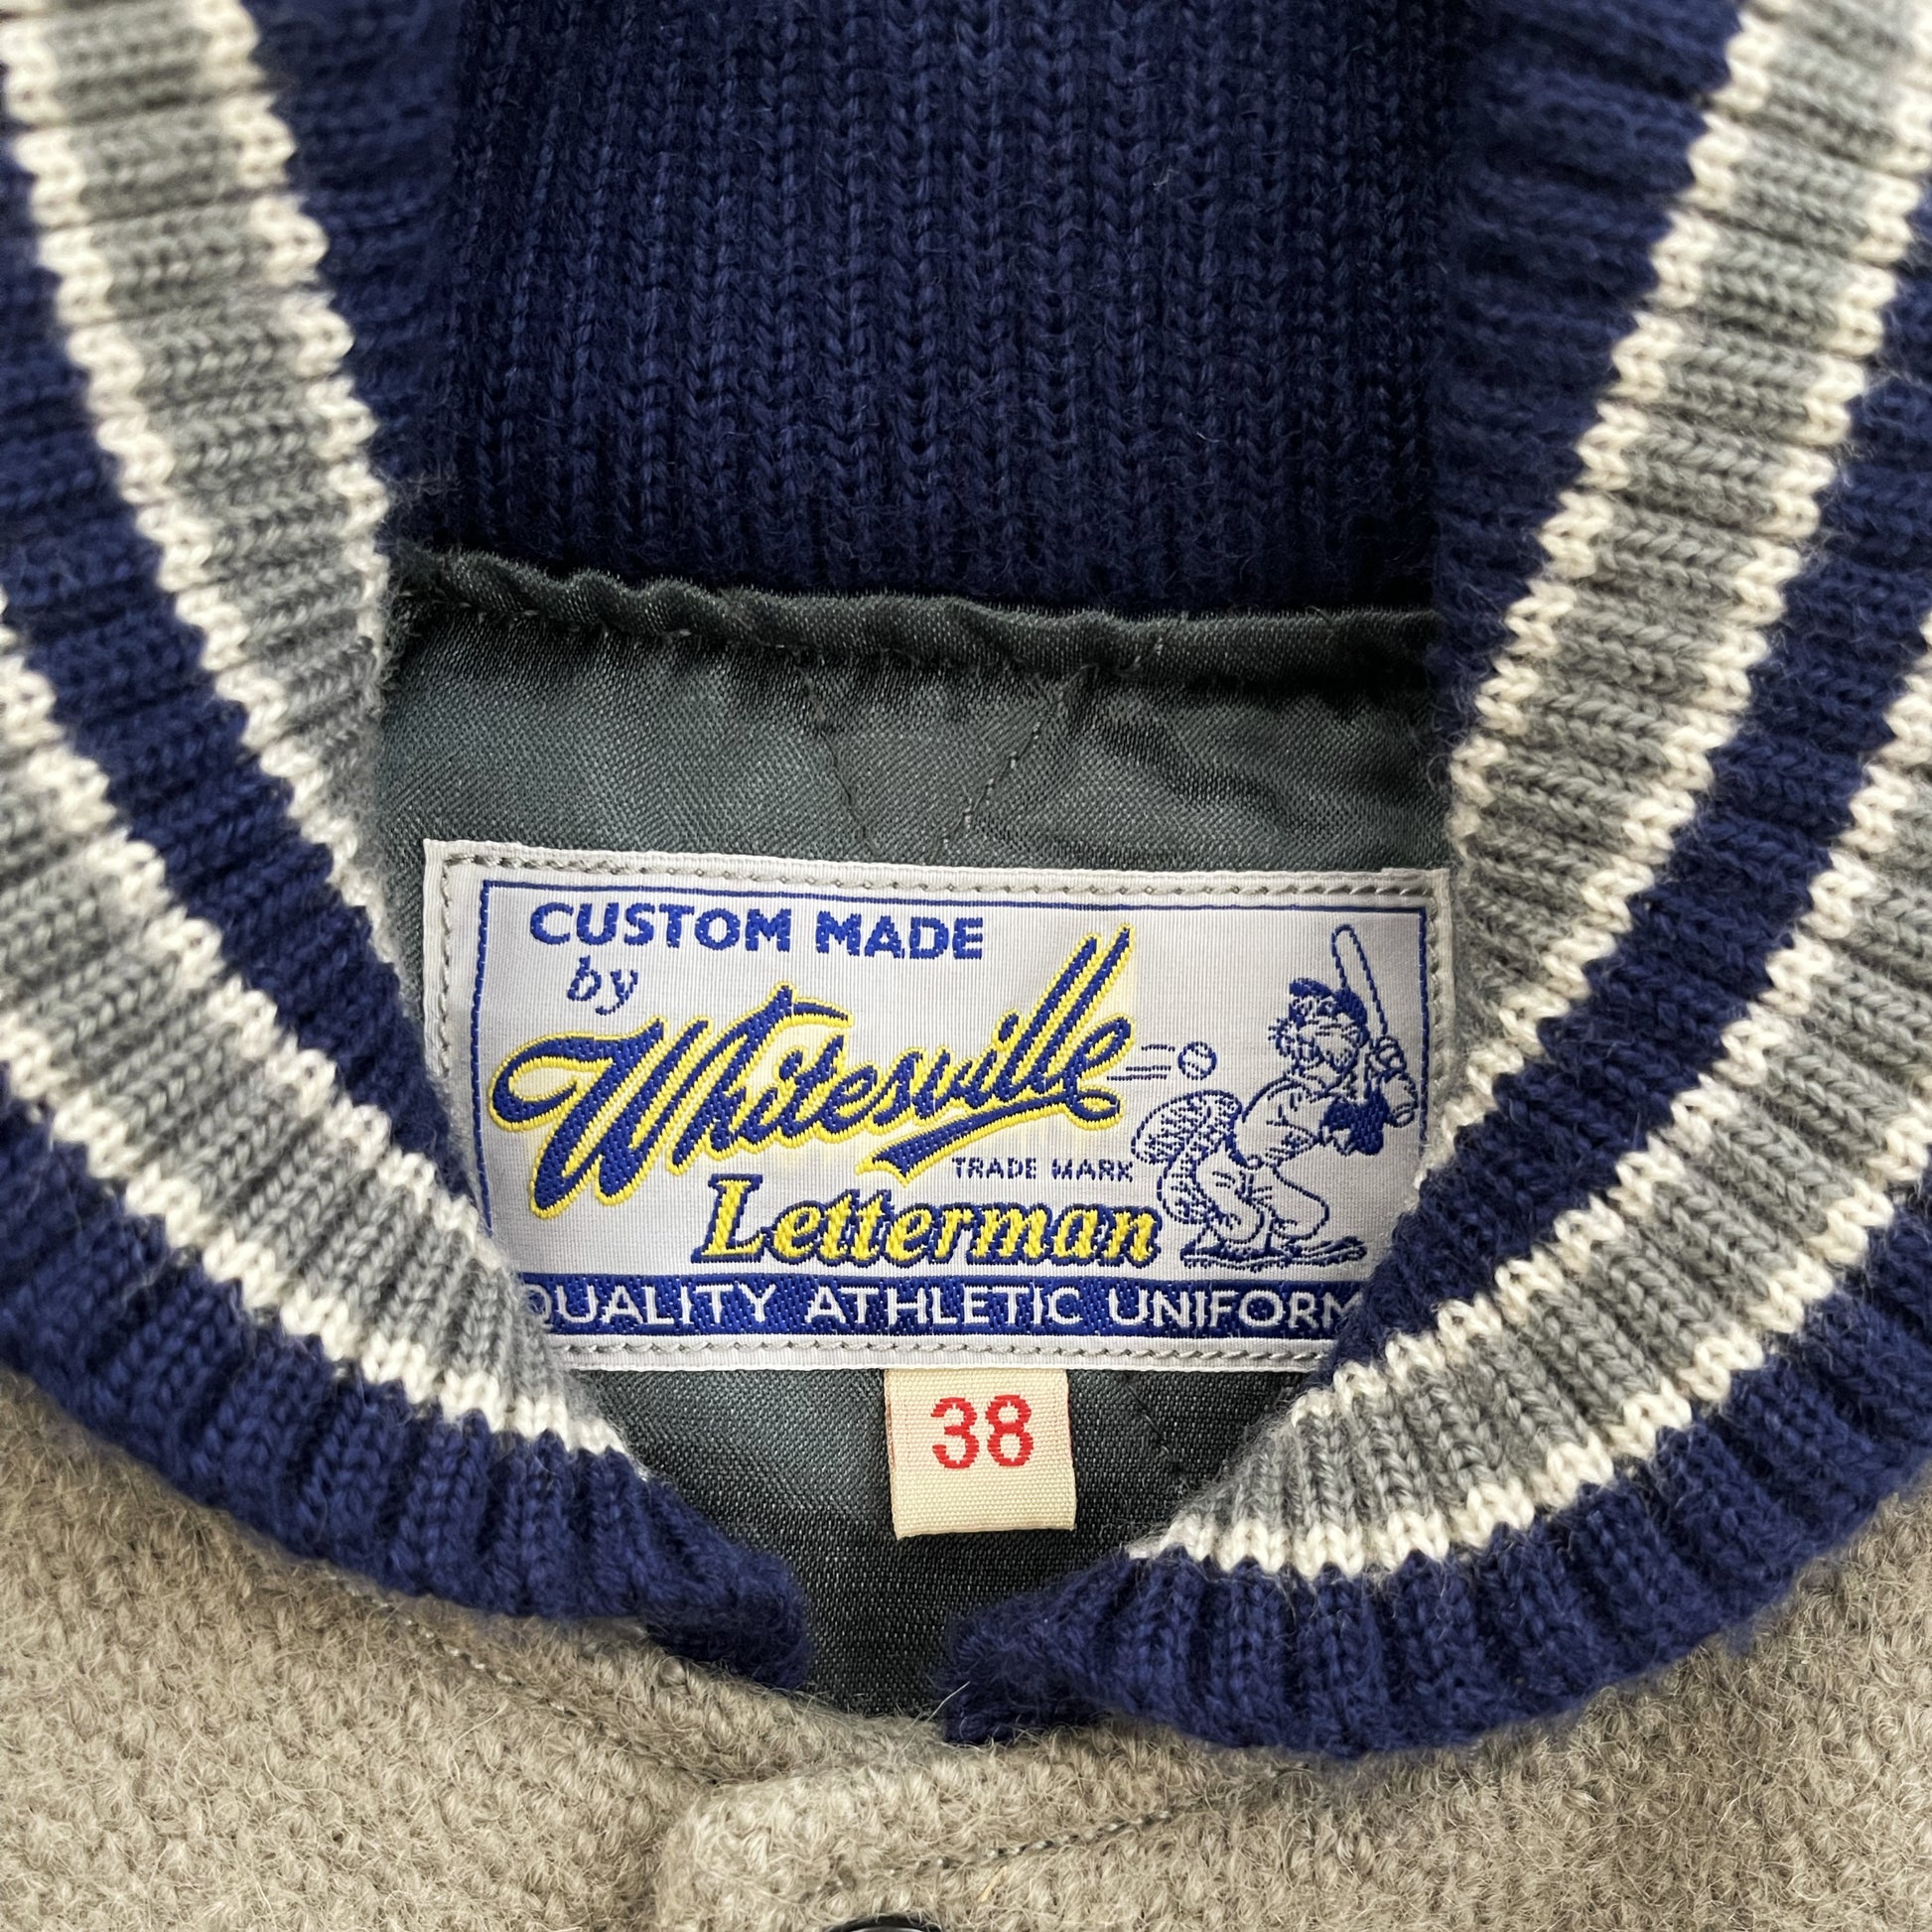 CUSTOM MADE
by
Whitesville
TRADE MARK
Letterman
QUALITY ATHLETIC UNIFORM
38